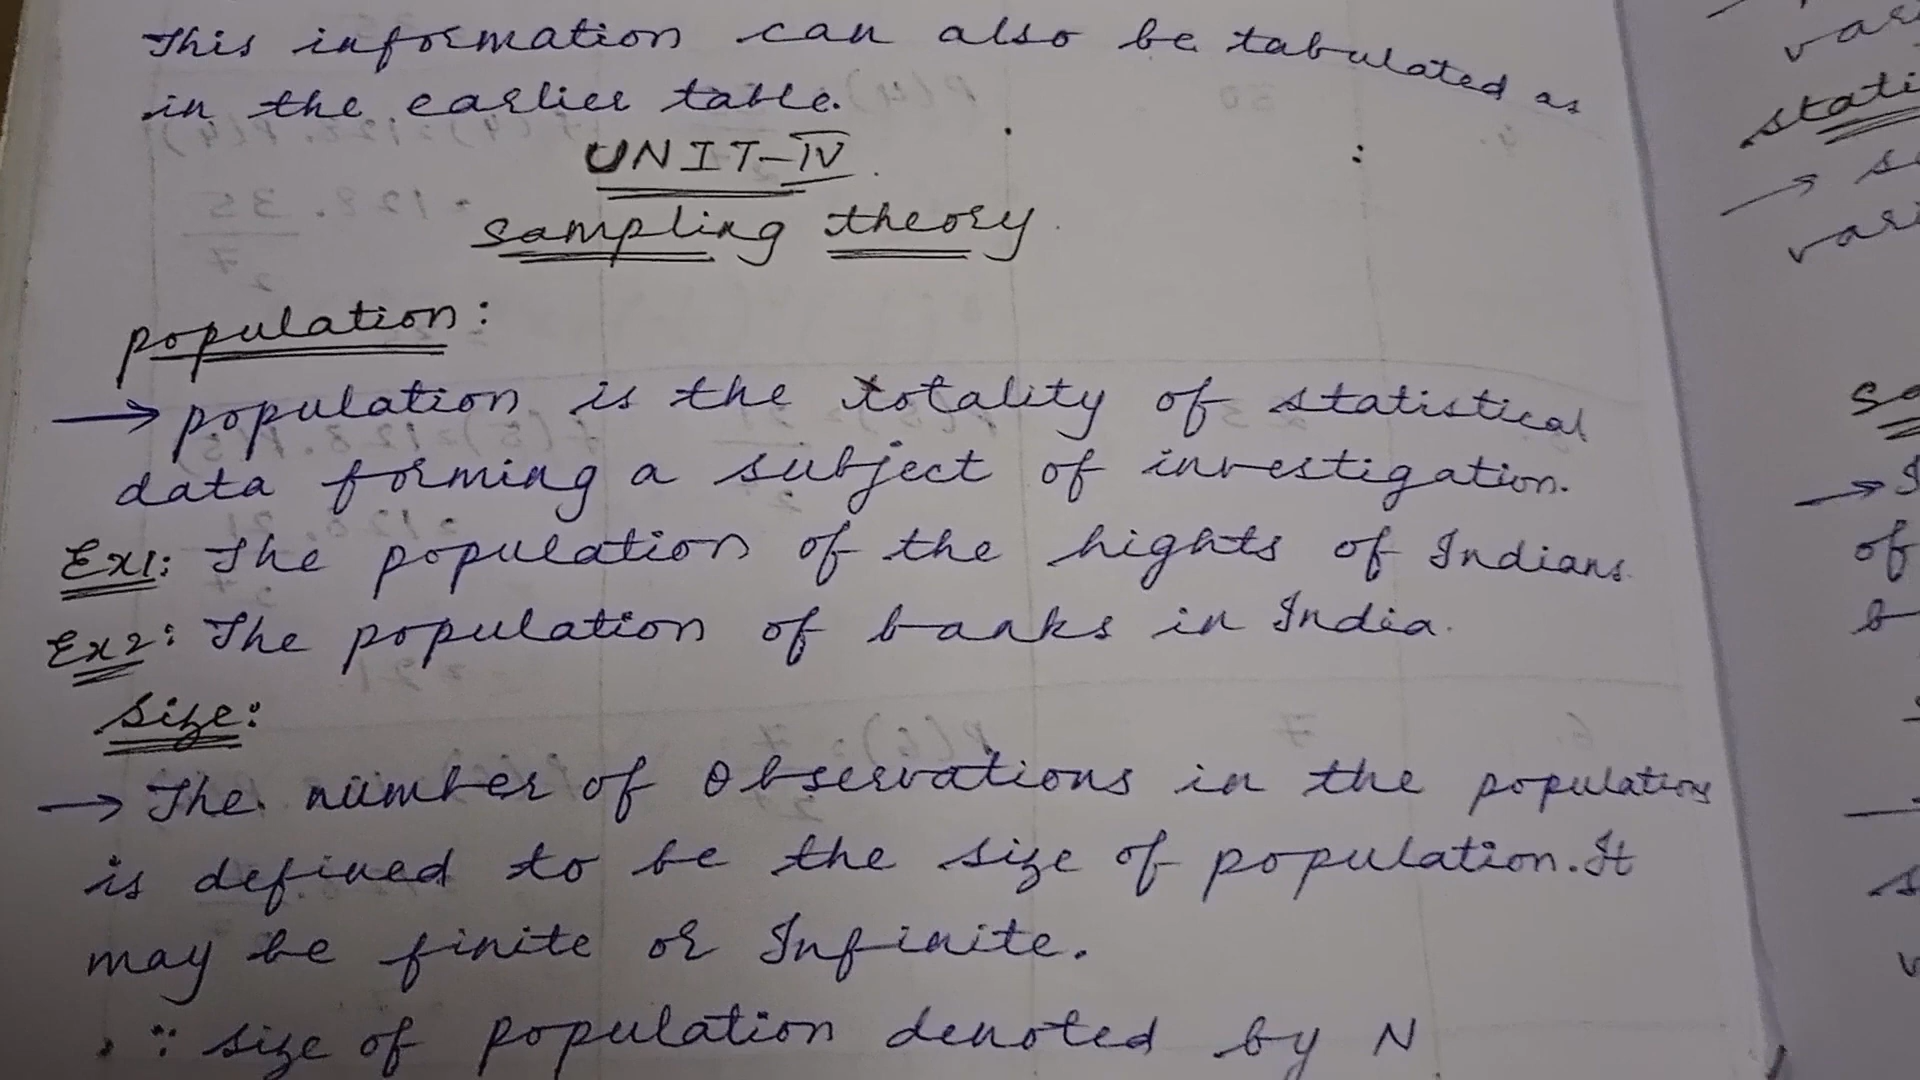 This information can also be tabulated as
in the earlier table.
UNIT-IV
sampling theory
population:
→ population is the totality of statistical
data forming a subject of investigation.
Ex1: The population of the hights of Indians.
Ex2: The population of banks in India.
Size:
→ The number of observations in the population
is defined to be the size of population. It
may be finite or Infinite.
∵ size of population denoted by N